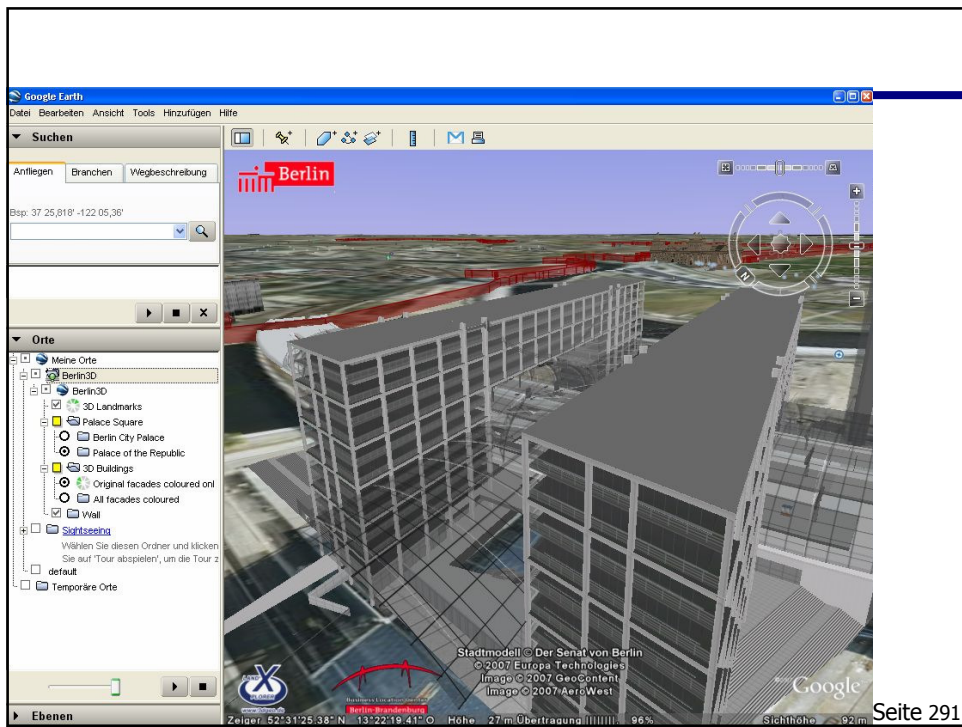 Google Earth
Datei Bearbeiten Ansicht Tools Hinzufügen Hilfe
Suchen
Anfliegen Branchen Wegbeschreibung
Bsp: 37 25,818' -122 05,36'
Orte
Meine Orte
Berlin3D
Berlin3D
3D Landmarks
Palace Square
Berlin City Palace
Palace of the Republic
3D Buildings
Original facades coloured onl
All facades coloured
Wall
Sightseeing
Wählen Sie diesen Ordner und klicken
Sie auf 'Tour abspielen', um die Tour z
default
Temporäre Orte
Ebenen
Berlin
N
Stadtmodell © Der Senat von Berlin
© 2007 Europa Technologies
Image © 2007 GeoContent
Image © 2007 AeroWest
Google
Business Location Center
Berlin-Brandenburg
Zeiger 52°31'25.38" N 13°22'19.41" O Höhe 27 m Übertragung ||||||||| 96% Sichthöhe 92 m
Seite 291